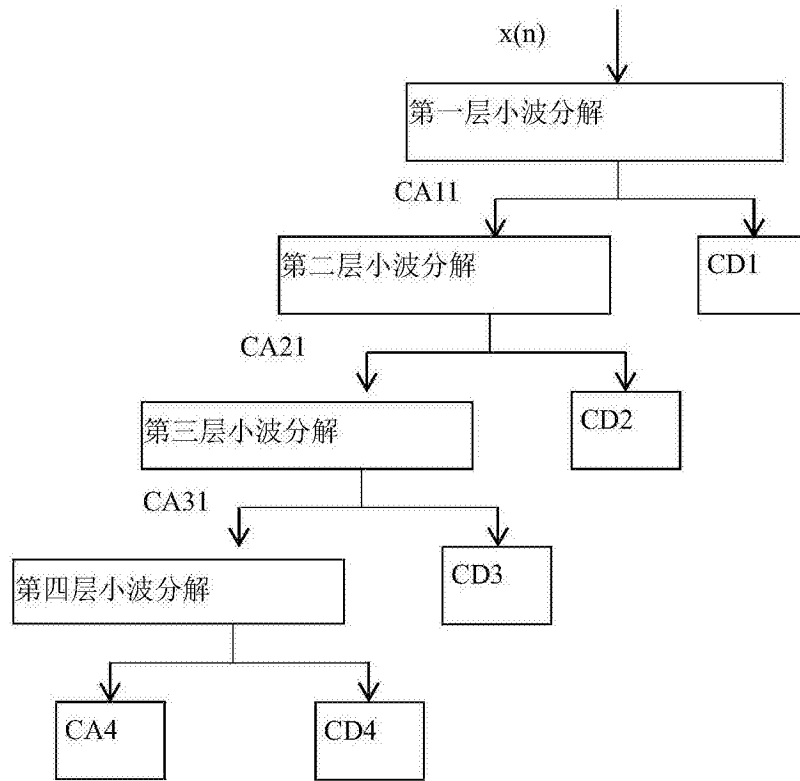 x(n)
第一层小波分解
CA11
第二层小波分解
CD1
CA21
第三层小波分解
CD2
CA31
第四层小波分解
CD3
CA4
CD4